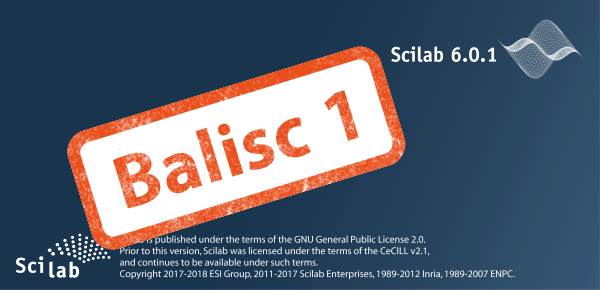 Scilab 6.0.1
Balisc 1
is published under the terms of the GNU General Public License 2.0.
Prior to this version, Scilab was licensed under the terms of the CeCILL v2.1,
and continues to be available under such terms.
Copyright 2017-2018 ESI Group, 2011-2017 Scilab Enterprises, 1989-2012 Inria, 1989-2007 ENPC.
Scilab